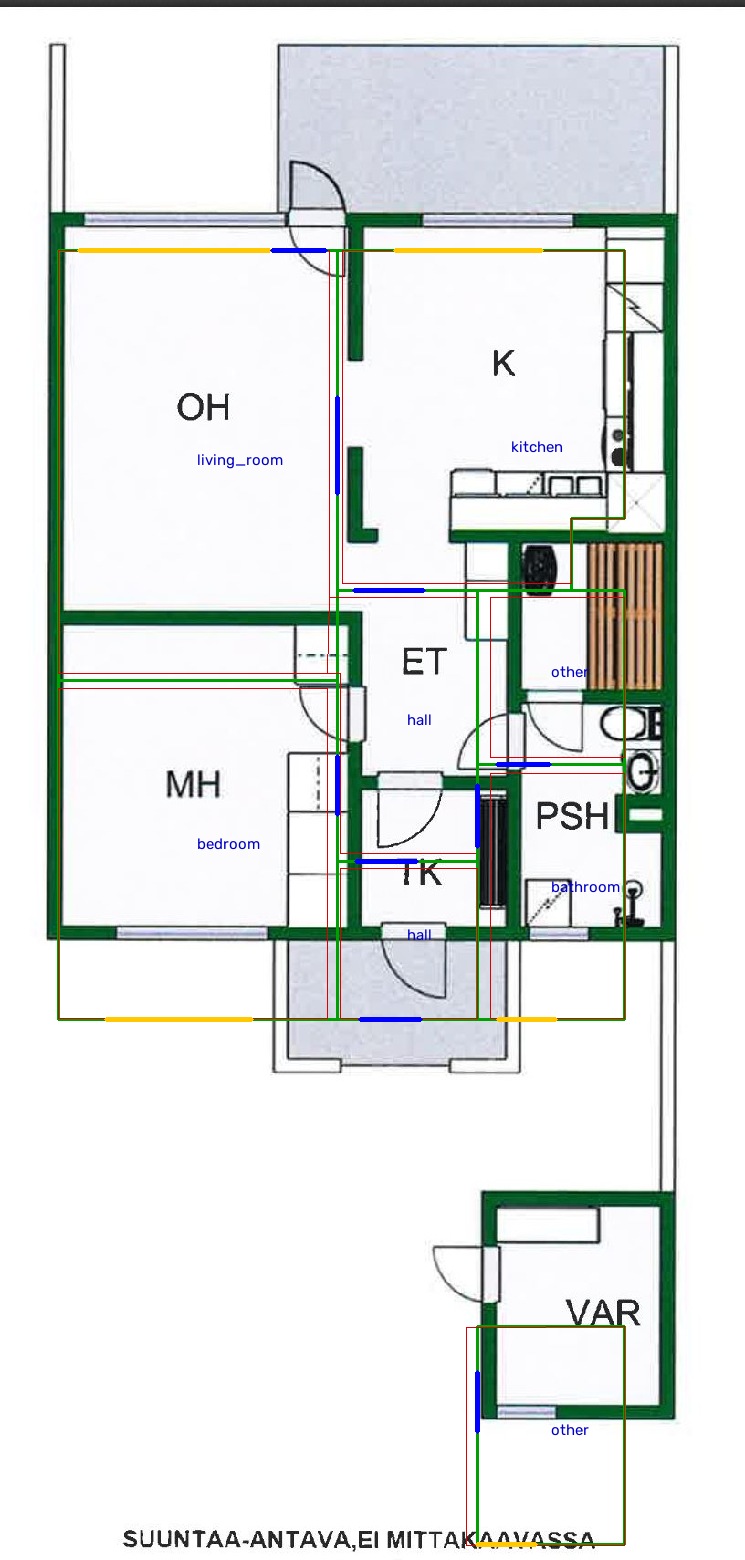 K
OH
kitchen
living_room
ET
other
hall
MH
PSH
bedroom
TK
bathroom
hall
VAR
other
SUUNTAA-ANTAVA,EI MITTAKAAVASSA